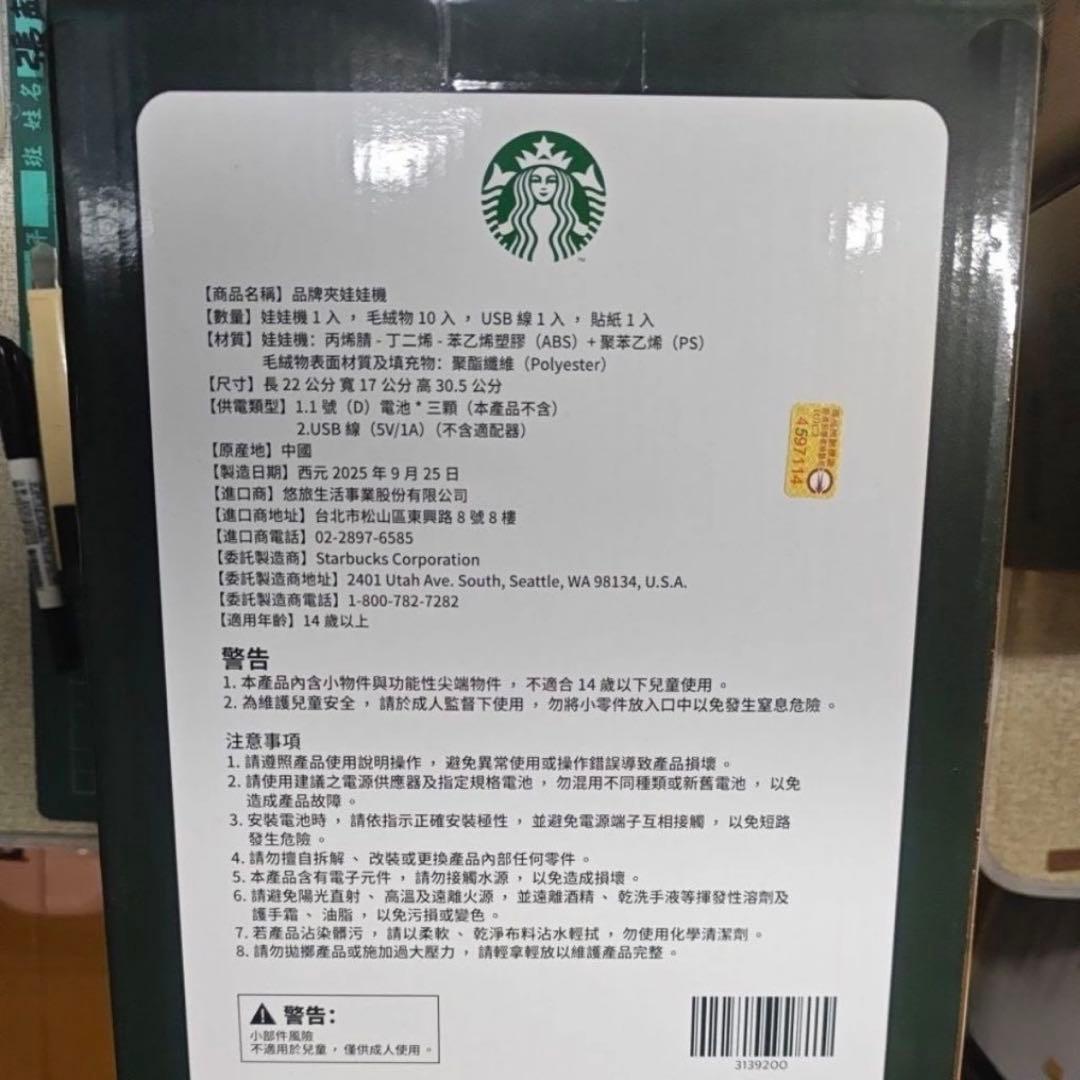 班 姓名
【商品名稱】品牌夾娃娃機
【數量】娃娃機 1 入，毛絨物 10 入，USB 線 1 入，貼紙 1 入
【材質】娃娃機：丙烯腈 - 丁二烯 - 苯乙烯塑膠（ABS）+ 聚苯乙烯（PS）
毛絨物表面材質及填充物：聚酯纖維（Polyester）
【尺寸】長 22 公分 寬 17 公分 高 30.5 公分
【供電類型】1.1 號（D）電池 * 三顆（本產品不含）
2.USB 線（5V/1A）（不含適配器）
【原產地】中國
【製造日期】西元 2025 年 9 月 25 日
【進口商】悠旅生活事業股份有限公司
【進口商地址】台北市松山區東興路 8 號 8 樓
【進口商電話】02-2897-6585
【委託製造商】Starbucks Corporation
【委託製造商地址】2401 Utah Ave. South, Seattle, WA 98134, U.S.A.
【委託製造商電話】1-800-782-7282
【適用年齡】14 歲以上
4597114
警告
1. 本產品內含小物件與功能性尖端物件，不適合 14 歲以下兒童使用。
2. 為維護兒童安全，請於成人監督下使用，勿將小零件放入口中以免發生窒息危險。
注意事項
1. 請遵照產品使用說明操作，避免異常使用或操作錯誤導致產品損壞。
2. 請使用建議之電源供應器及指定規格電池，勿混用不同種類或新舊電池，以免
造成產品故障。
3. 安裝電池時，請依指示正確安裝極性，並避免電源端子互相接觸，以免短路
發生危險。
4. 請勿擅自拆解、改裝或更換產品內部任何零件。
5. 本產品含有電子元件，請勿接觸水源，以免造成損壞。
6. 請避免陽光直射、高溫及遠離火源，並遠離酒精、乾洗手液等揮發性溶劑及
護手霜、油脂，以免污損或變色。
7. 若產品沾染髒污，請以柔軟、乾淨布料沾水輕拭，勿使用化學清潔劑。
8. 請勿拋擲產品或施加過大壓力，請輕拿輕放以維護產品完整。
警告：
小部件風險
不適用於兒童，僅供成人使用。
3139200